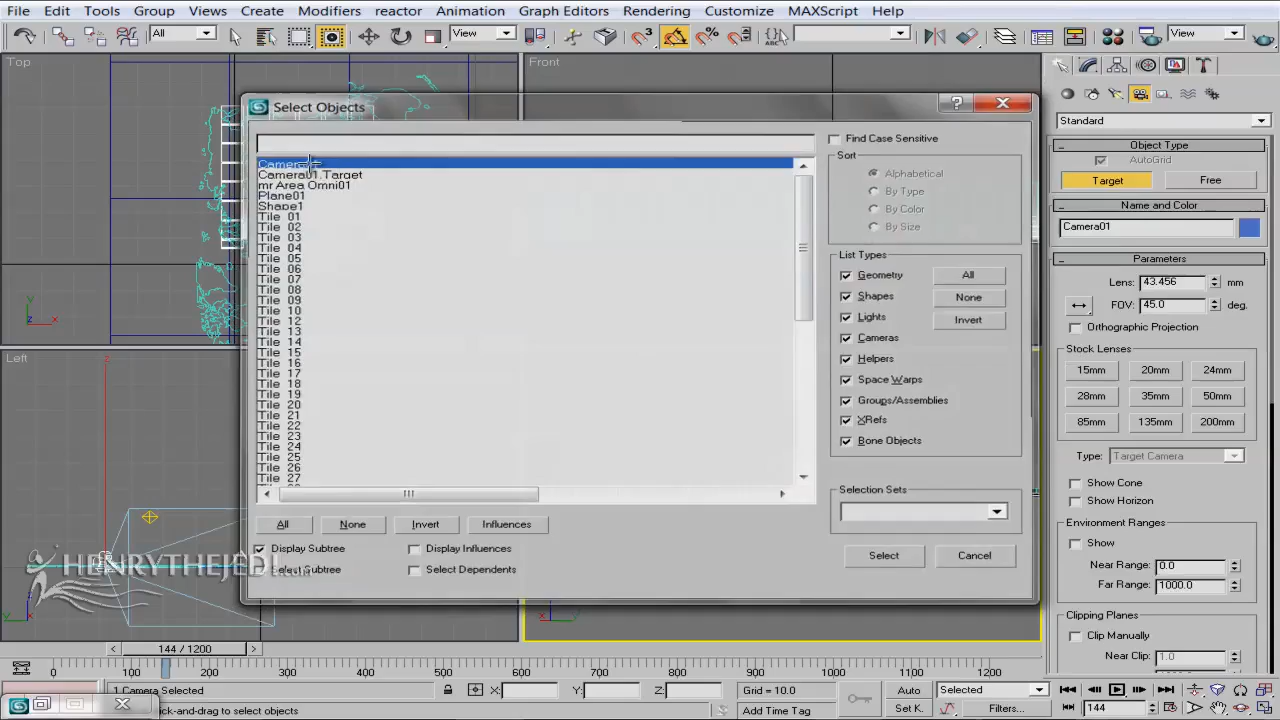 File Edit Tools Group Views Create Modifiers reactor Animation Graph Editors Rendering Customize MAXScript Help
All View View
Top Front
Select Objects
Find Case Sensitive
Sort
Alphabetical
By Type
By Color
By Size
Camera01.Target
mr Area Omni01
Plane01
Shape1
Tile 01
Tile 02
Tile 03
Tile 04
Tile 05
Tile 06
Tile 07
Tile 08
Tile 09
Tile 10
Tile 12
Tile 13
Tile 14
Tile 15
Tile 16
Tile 17
Tile 18
Tile 19
Tile 20
Tile 21
Tile 22
Tile 23
Tile 24
Tile 25
Tile 26
Tile 27
List Types
Geometry All
Shapes None
Lights Invert
Cameras
Helpers
Space Warps
Groups/Assemblies
XRefs
Bone Objects
Selection Sets
All None Invert Influences
Display Subtree Display Influences
Select Subtree Select Dependents
Select Cancel
Left
HENRYTHEJEDI
Standard
Object Type
AutoGrid
Target Free
Name and Color
Camera01
Parameters
Lens: 43.456 mm
FOV: 45.0 deg.
Orthographic Projection
Stock Lenses
15mm 20mm 24mm
28mm 35mm 50mm
85mm 135mm 200mm
Type: Target Camera
Show Cone
Show Horizon
Environment Ranges
Show
Near Range: 0.0
Far Range: 1000.0
Clipping Planes
Clip Manually
Near Clip: 1.0
144 / 1200
0 100 200 300 400 500 600 700 800 900 1000 1100 1200
1 Camera Selected X: Y: Z: Grid = 10.0 Auto Selected
ick-and-drag to select objects Add Time Tag Set K. Filters... 144